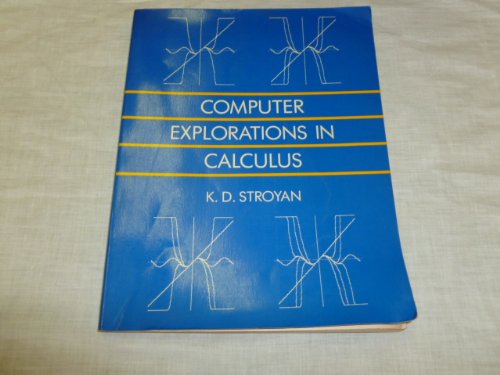 COMPUTER
EXPLORATIONS IN
CALCULUS
K. D. STROYAN